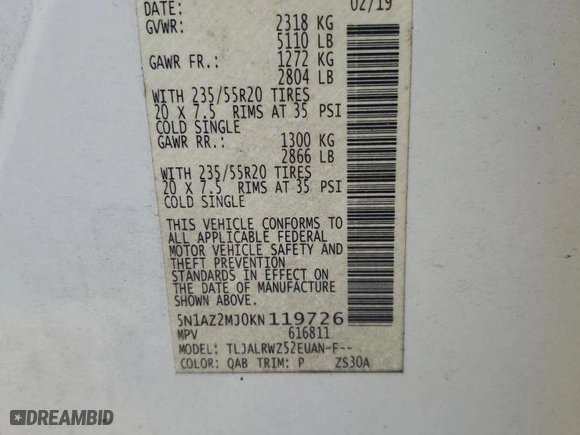 DATE: 02/19
GVWR: 2318 KG
5110 LB
GAWR FR.: 1272 KG
2804 LB
WITH 235/55R20 TIRES
20 X 7.5 RIMS AT 35 PSI
COLD SINGLE
GAWR RR.: 1300 KG
2866 LB
WITH 235/55R20 TIRES
20 X 7.5 RIMS AT 35 PSI
COLD SINGLE
THIS VEHICLE CONFORMS TO
ALL APPLICABLE FEDERAL
MOTOR VEHICLE SAFETY AND
THEFT PREVENTION
STANDARDS IN EFFECT ON
THE DATE OF MANUFACTURE
SHOWN ABOVE.
5N1AZ2MJ0KN119726
MPV 616811
MODEL: TLJALRWZ52EUAN-F--
COLOR: QAB TRIM: P ZS30A
DREAMBID